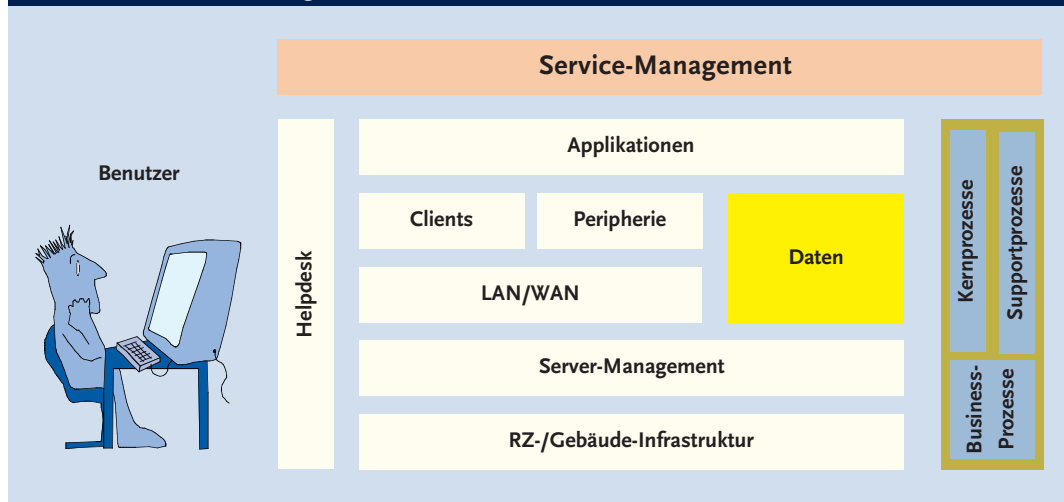 Service-Management
Benutzer
Helpdesk
Applikationen
Clients
Peripherie
Daten
LAN/WAN
Server-Management
RZ-/Gebäude-Infrastruktur
Kernprozesse
Supportprozesse
Business-
Prozesse